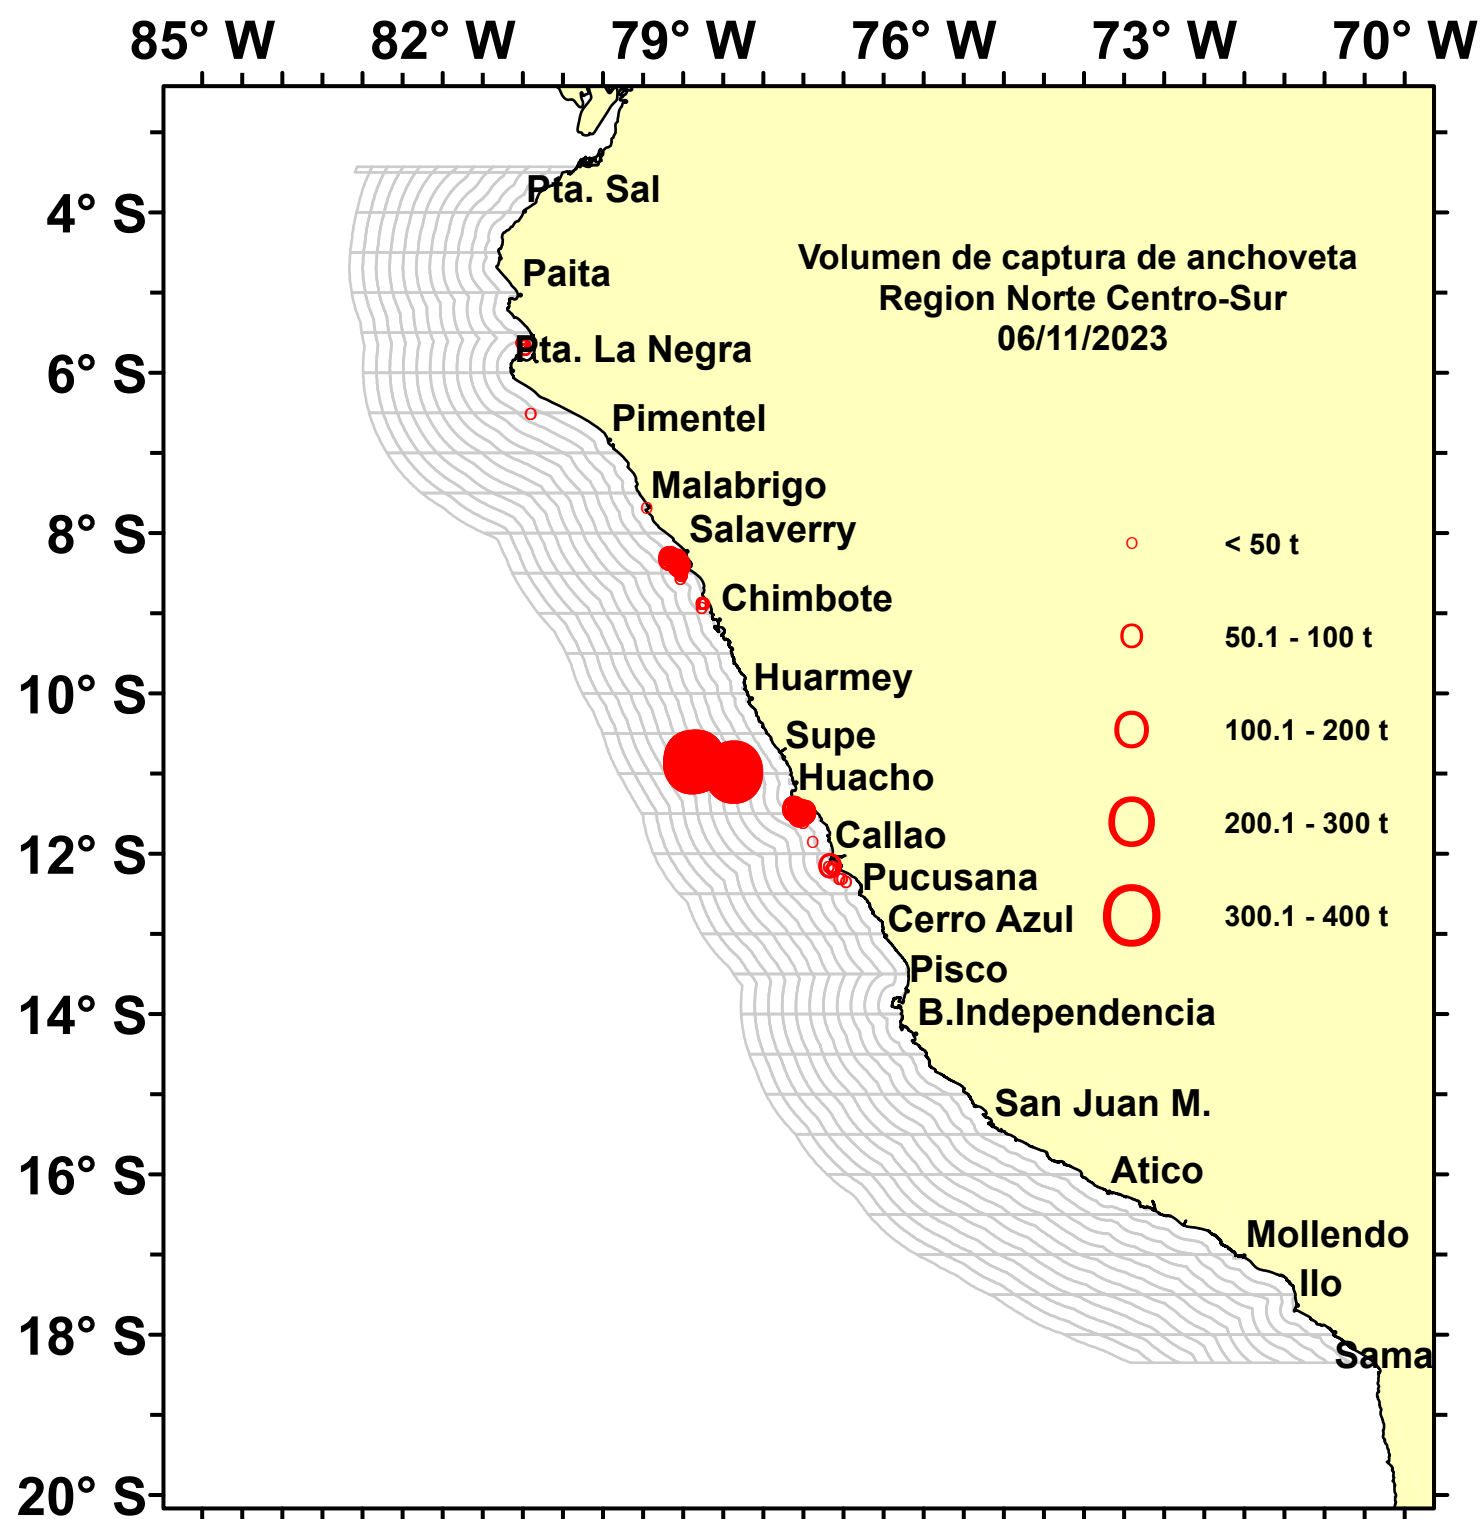 85° W 82° W 79° W 76° W 73° W 70° W
4° S
6° S
8° S
10° S
12° S
14° S
16° S
18° S
20° S
Volumen de captura de anchoveta
Region Norte Centro-Sur
06/11/2023
Pta. Sal
Paita
Pta. La Negra
Pimentel
Malabrigo
Salaverry
Chimbote
Huarmey
Supe
Huacho
Callao
Pucusana
Cerro Azul
Pisco
B.Independencia
San Juan M.
Atico
Mollendo
Ilo
Sama
< 50 t
50.1 - 100 t
100.1 - 200 t
200.1 - 300 t
300.1 - 400 t